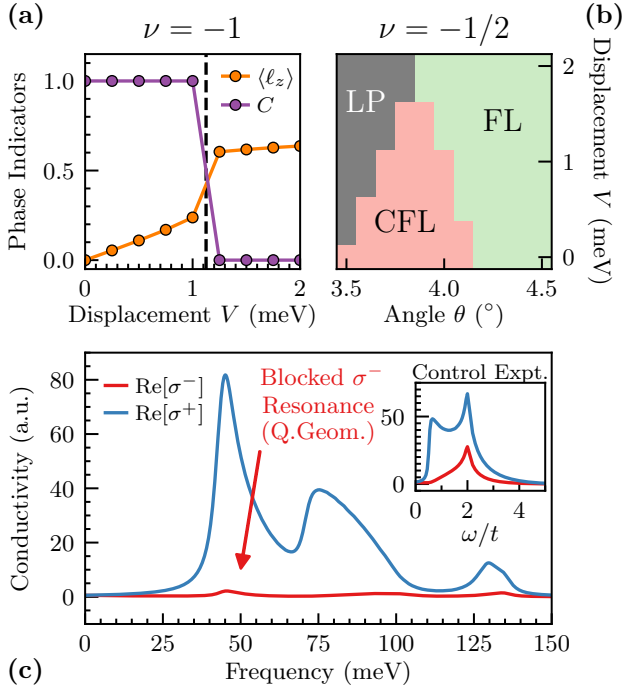 (a)
ν = −1
1.0
0.5
0.0
Phase Indicators
⟨ℓz⟩
C
0
1
2
Displacement V (meV)
ν = −1/2
(b)
LP
FL
CFL
2
1
0
Displacement V (meV)
3.5
4.0
4.5
Angle θ (°)
80
60
40
20
0
Conductivity (a.u.)
Re[σ⁻]
Re[σ⁺]
Blocked σ⁻
Resonance
(Q.Geom.)
Control Expt.
50
0
0
2
4
ω/t
0
25
50
75
100
125
150
Frequency (meV)
(c)